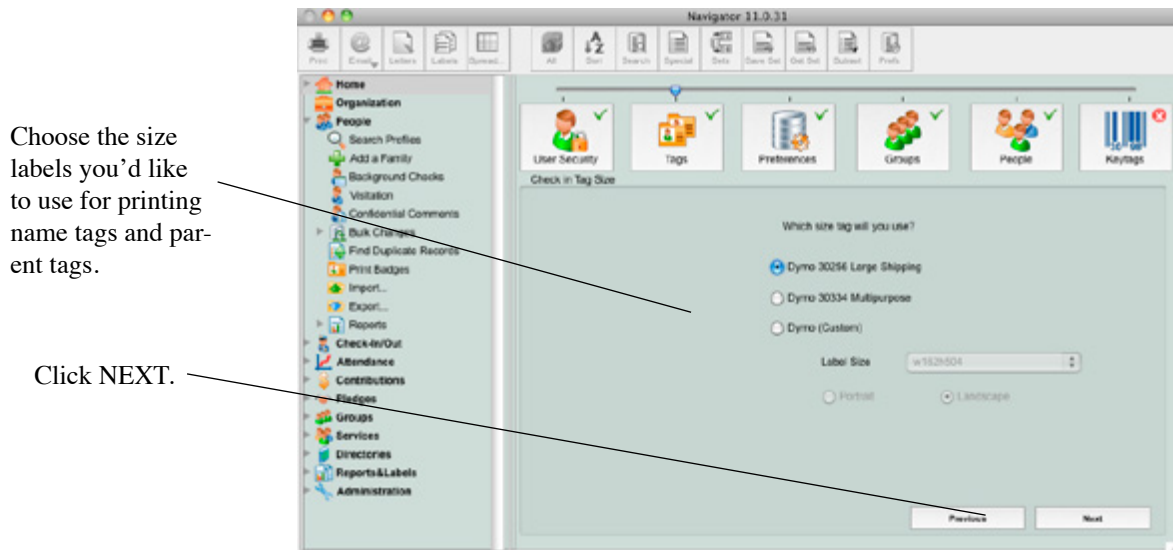 Navigator 11.0.31
Print
Email
Letters
Labels
Spread...
All
Sort
Search
Special
Sets
Save Set
Get Set
Subset
Prefs
Choose the size
labels you'd like
to use for printing
name tags and par-
ent tags.
Click NEXT.
Home
Organization
People
Search Profiles
Add a Family
Background Checks
Visitation
Confidential Comments
Bulk Changes
Find Duplicate Records
Print Badges
Import...
Export...
Reports
Check-In/Out
Attendance
Contributions
Pledges
Groups
Services
Directories
Reports&Labels
Administration
User Security
Tags
Preferences
Groups
People
Keytags
Check in Tag Size
Which size tag will you use?
Dymo 30256 Large Shipping
Dymo 30334 Multipurpose
Dymo (Custom)
Label Size
w162h504
Portrait
Landscape
Previous
Next